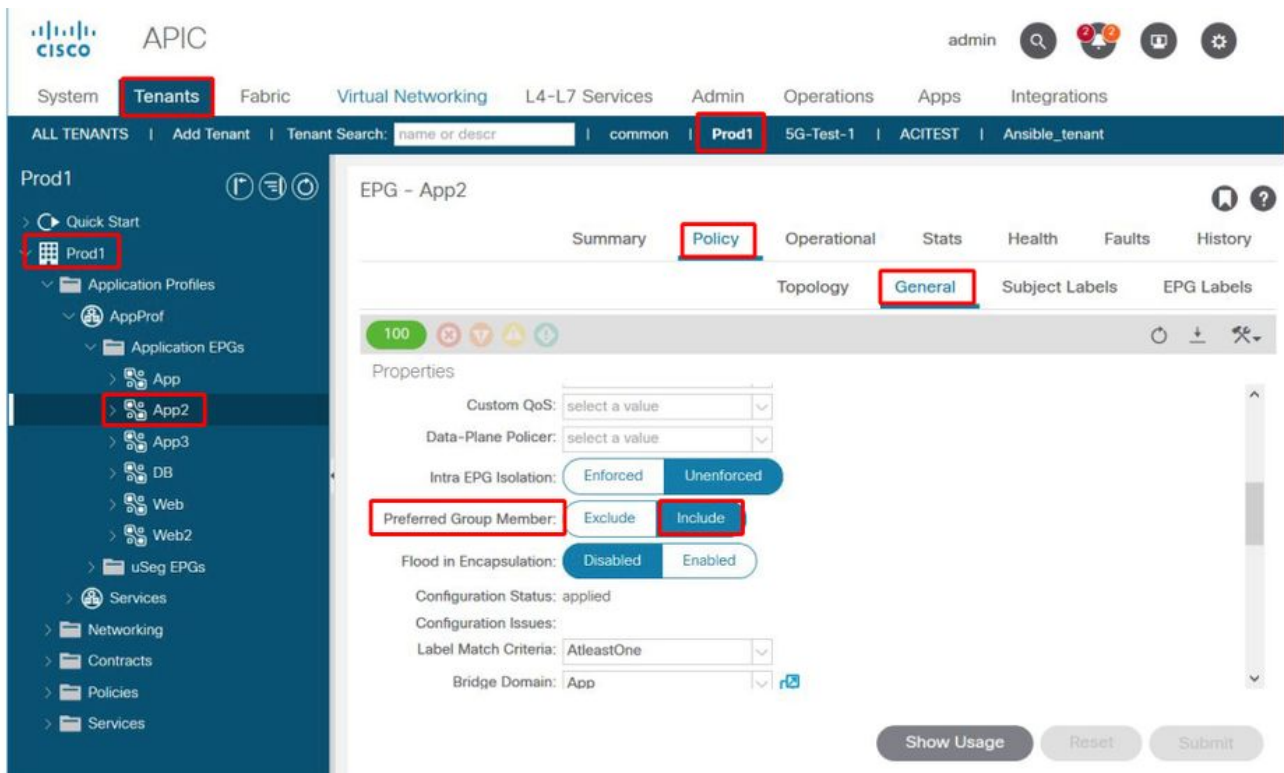 CISCO APIC admin 2 2
System Tenants Fabric Virtual Networking L4-L7 Services Admin Operations Apps Integrations
ALL TENANTS | Add Tenant | Tenant Search: name or descr | common | Prod1 5G-Test-1 | ACITEST | Ansible_tenant
Prod1
Quick Start
Prod1
Application Profiles
AppProf
Application EPGs
App
App2
App3
DB
Web
Web2
uSeg EPGs
Services
Networking
Contracts
Policies
Services
EPG - App2
Summary Policy Operational Stats Health Faults History
Topology General Subject Labels EPG Labels
100
Properties
Custom QoS: select a value
Data-Plane Policer: select a value
Intra EPG Isolation: Enforced Unenforced
Preferred Group Member: Exclude Include
Flood in Encapsulation: Disabled Enabled
Configuration Status: applied
Configuration Issues:
Label Match Criteria: AtleastOne
Bridge Domain: App
Show Usage Reset Submit